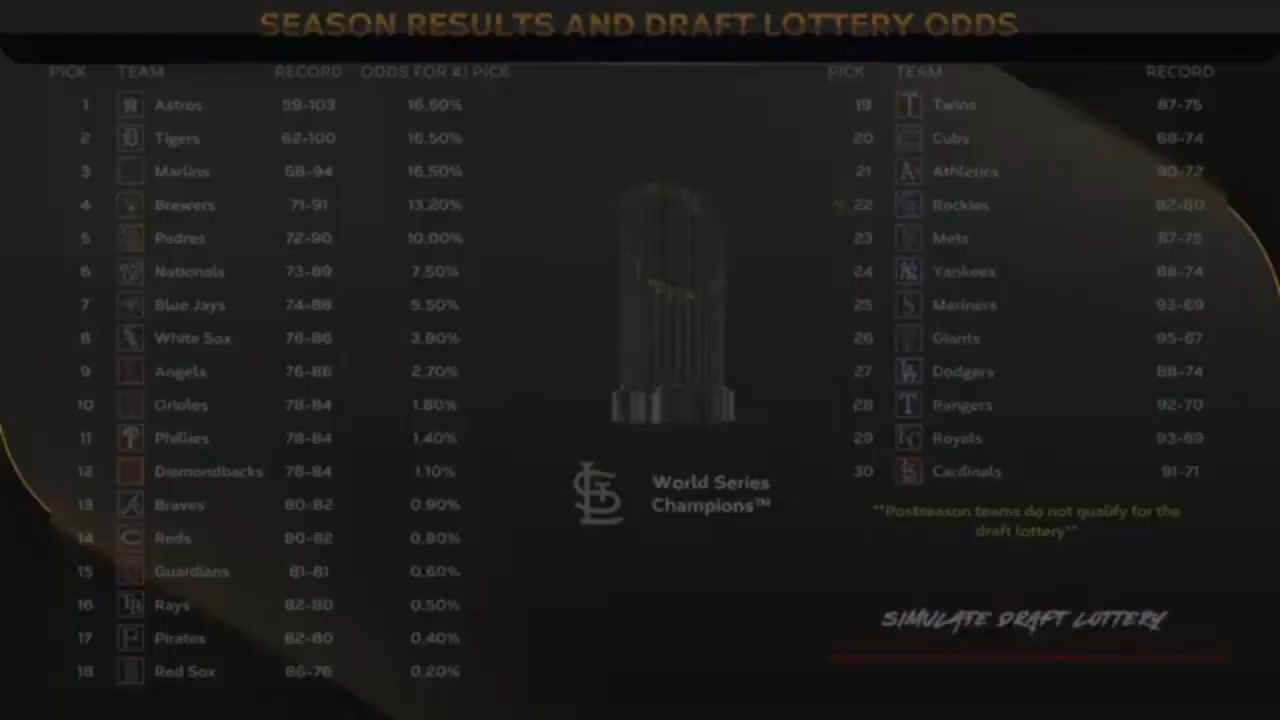 SEASON RESULTS AND DRAFT LOTTERY ODDS
PICK TEAM RECORD ODDS FOR #1 PICK
1 Astros 59-103 16.50%
2 Tigers 62-100 16.50%
3 Marlins 68-94 16.50%
4 Brewers 71-91 13.20%
5 Padres 72-90 10.00%
6 Nationals 73-89 7.50%
7 Blue Jays 74-88 5.50%
8 White Sox 76-86 3.90%
9 Angels 76-86 2.70%
10 Orioles 78-84 1.80%
11 Phillies 78-84 1.40%
12 Diamondbacks 78-84 1.10%
13 Braves 80-82 0.90%
14 Reds 80-82 0.80%
15 Guardians 81-81 0.60%
16 Rays 82-80 0.50%
17 Pirates 82-80 0.40%
18 Red Sox 86-76 0.20%
World Series
Champions™
PICK TEAM RECORD
19 Twins 87-75
20 Cubs 88-74
21 Athletics 90-72
22 Rockies 82-80
23 Mets 87-75
24 Yankees 88-74
25 Mariners 93-69
26 Giants 95-67
27 Dodgers 88-74
28 Rangers 92-70
29 Royals 93-69
30 Cardinals 91-71
**Postseason teams do not qualify for the
draft lottery**
SIMULATE DRAFT LOTTERY